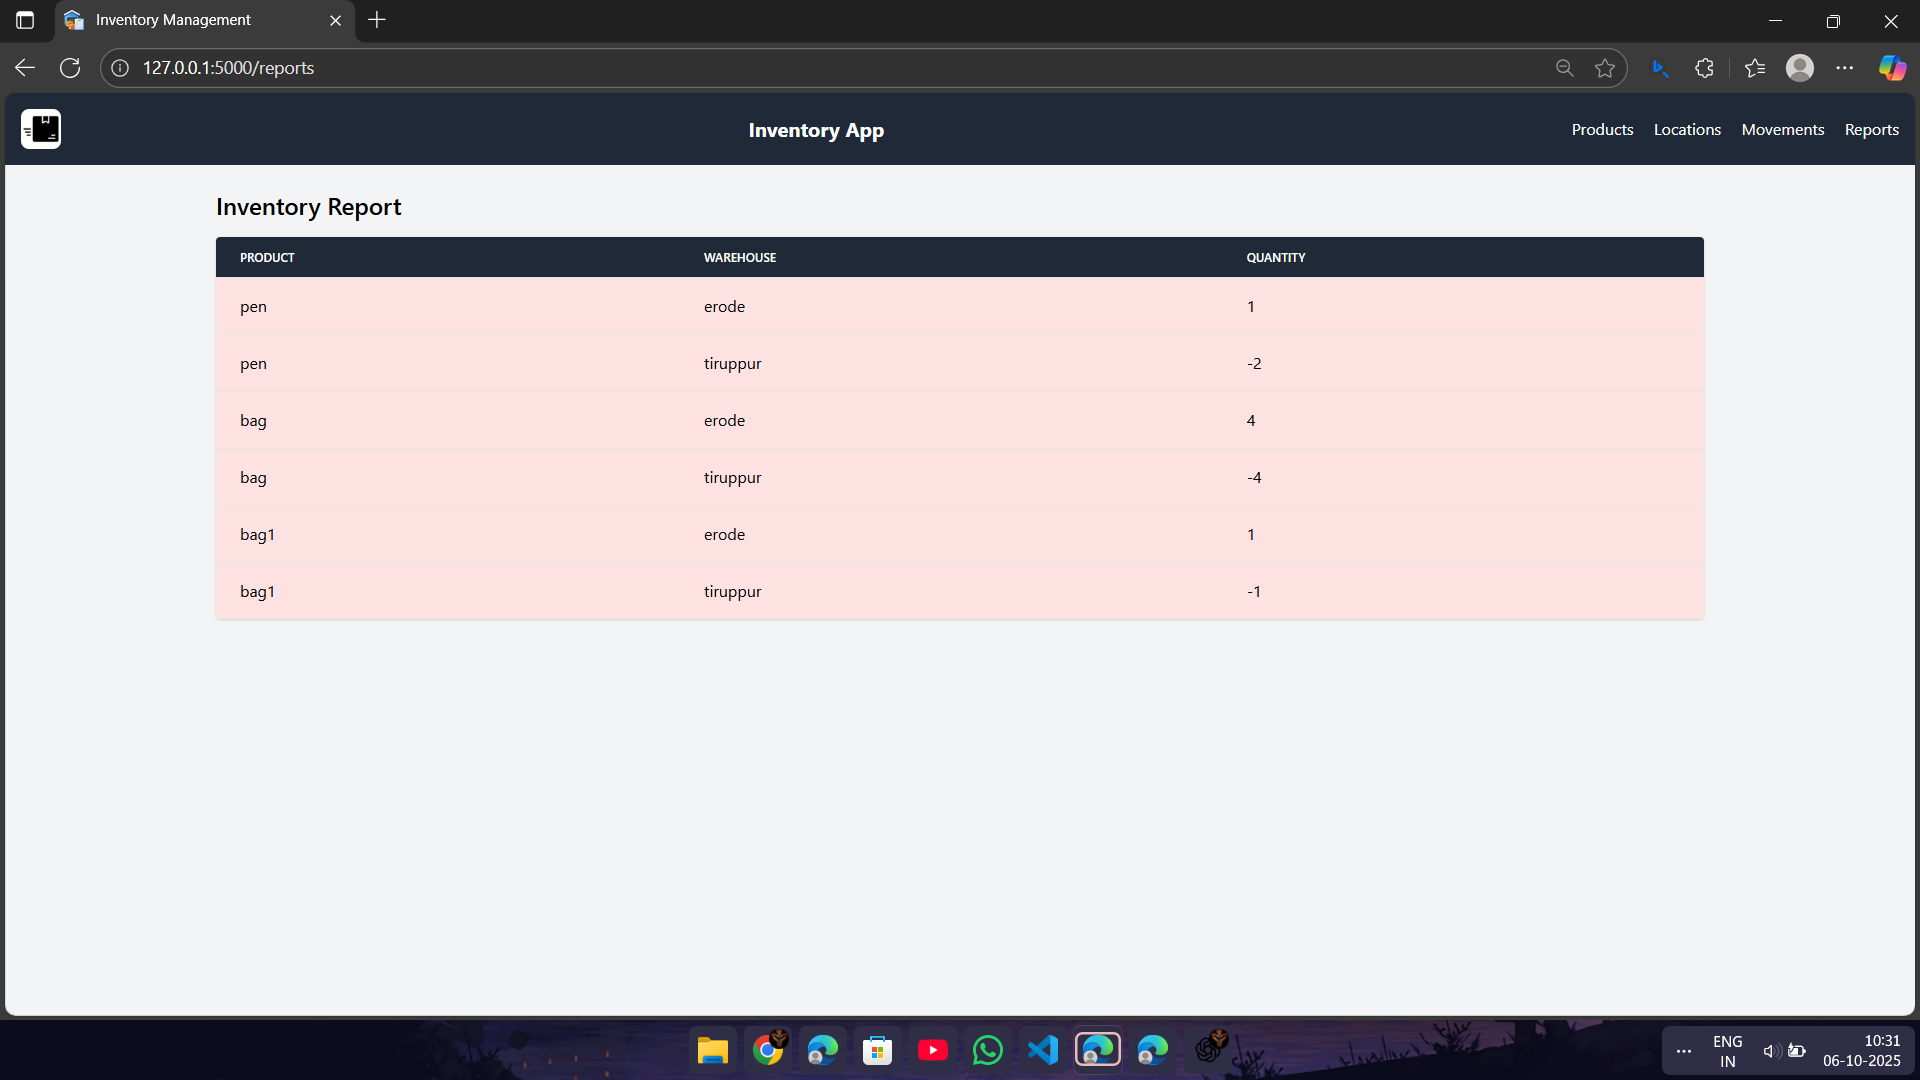 Inventory Management
127.0.0.1:5000/reports
Inventory App
Products Locations Movements Reports
Inventory Report
PRODUCT WAREHOUSE QUANTITY
pen erode 1
pen tiruppur -2
bag erode 4
bag tiruppur -4
bag1 erode 1
bag1 tiruppur -1
ENG 10:31
IN 06-10-2025